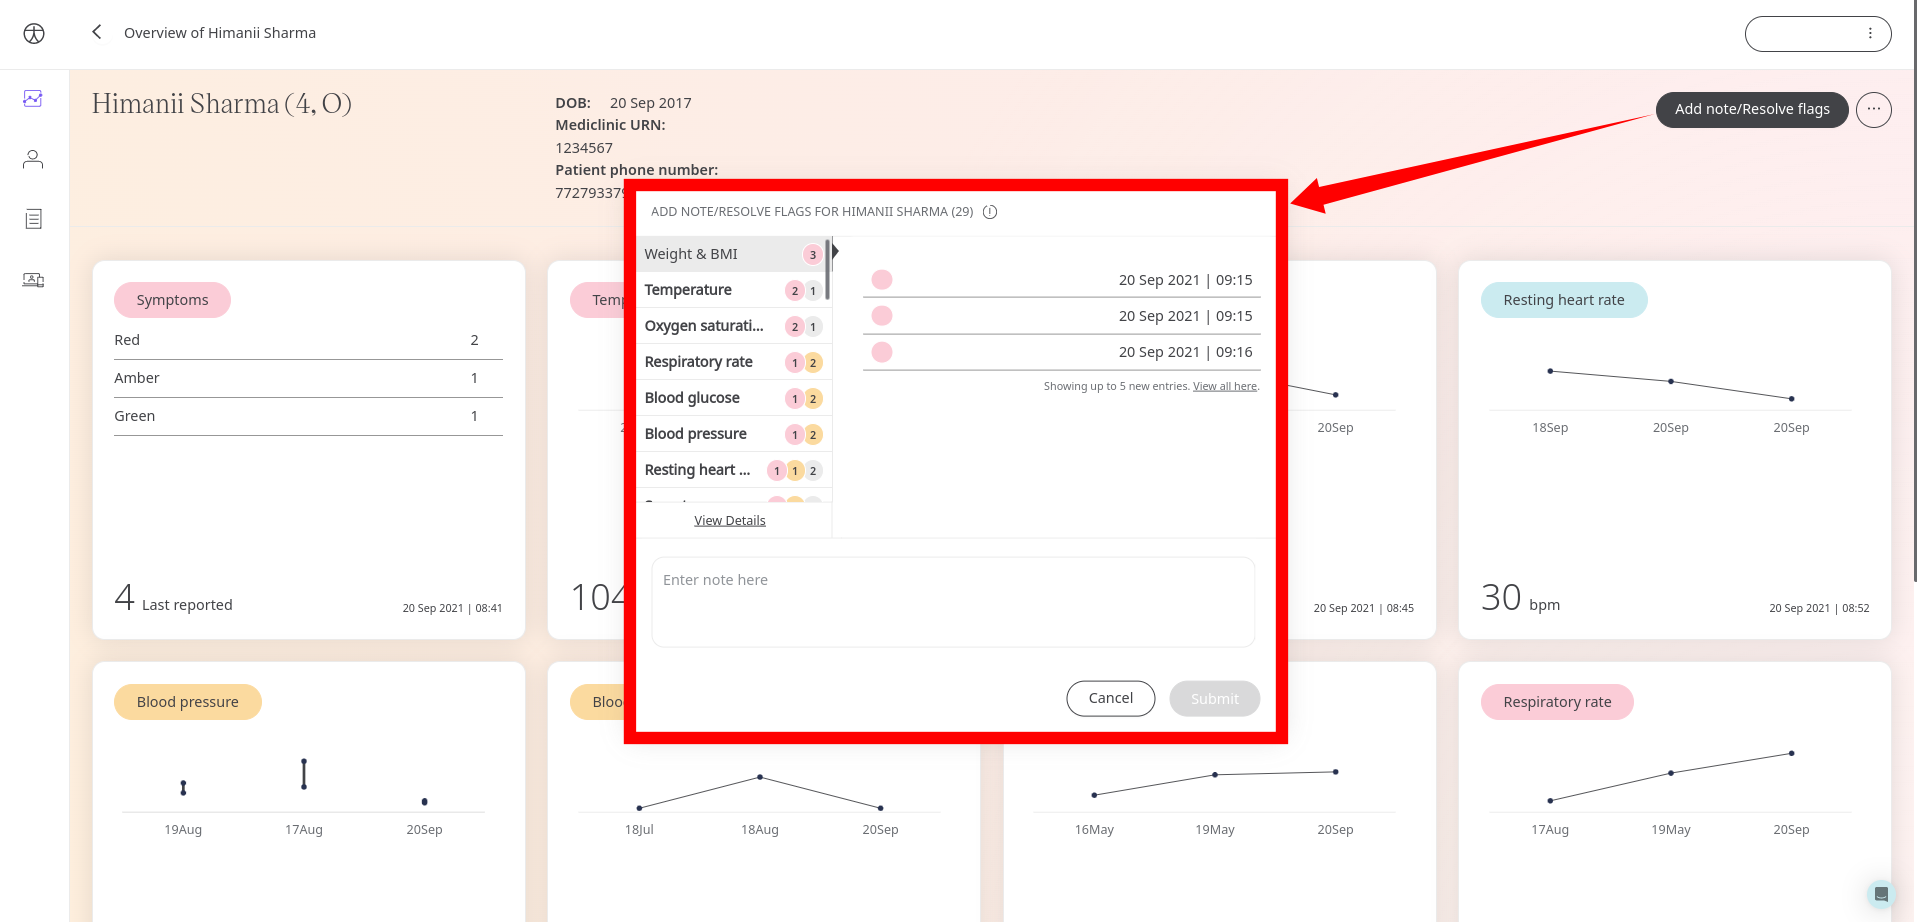 Overview of Himanii Sharma
Himanii Sharma (4, O)
DOB: 20 Sep 2017
Mediclinic URN:
1234567
Patient phone number:
77279337
Add note/Resolve flags
ADD NOTE/RESOLVE FLAGS FOR HIMANII SHARMA (29)
Weight & BMI 3
Temperature 2 1
Oxygen saturati... 2 1
Respiratory rate 1 2
Blood glucose 1 2
Blood pressure 1 2
Resting heart ... 1 1 2
View Details
20 Sep 2021 | 09:15
20 Sep 2021 | 09:15
20 Sep 2021 | 09:16
Showing up to 5 new entries. View all here.
Enter note here
Cancel
Submit
Symptoms
Red 2
Amber 1
Green 1
4 Last reported
20 Sep 2021 | 08:41
Temp
104
20Sep
20 Sep 2021 | 08:45
Resting heart rate
18Sep 20Sep 20Sep
30 bpm
20 Sep 2021 | 08:52
Blood pressure
19Aug 17Aug 20Sep
Bloo
18Jul 18Aug 20Sep
16May 19May 20Sep
Respiratory rate
17Aug 19May 20Sep